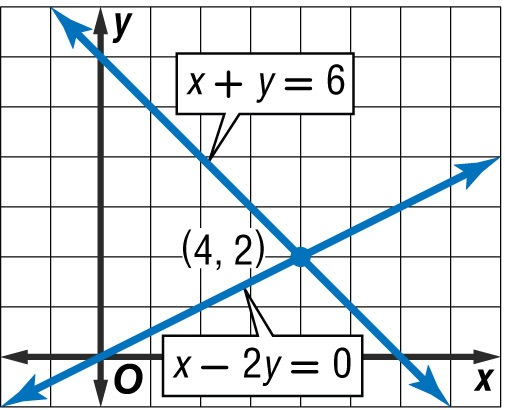 y
x + y = 6
(4, 2)
x − 2y = 0
O
x